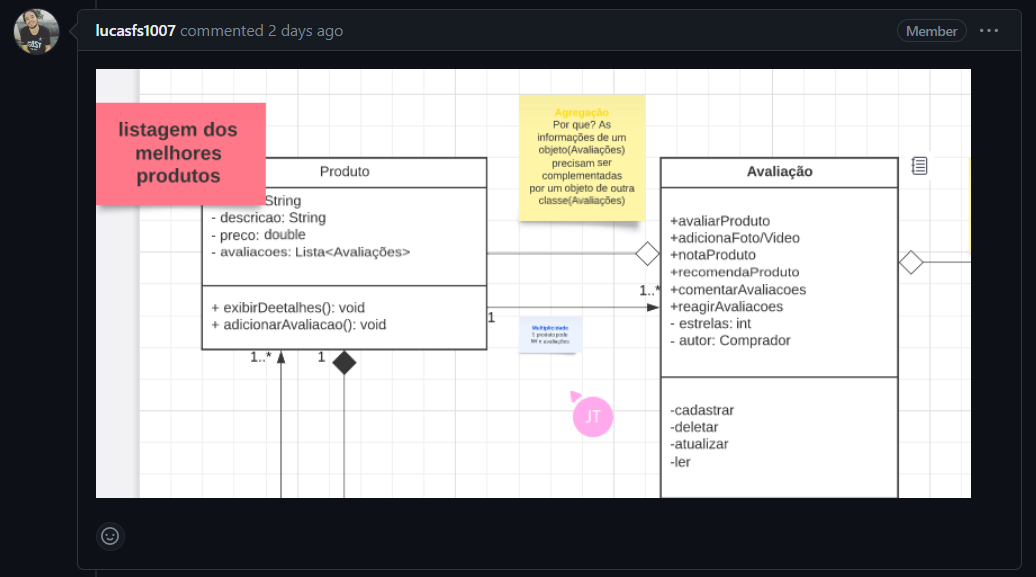 lucasfs1007 commented 2 days ago
Member
listagem dos
melhores
produtos
Produto
String
- descricao: String
- preco: double
- avaliacoes: Lista<Avaliações>
+ exibirDeetalhes(): void
+ adicionarAvaliacao(): void
1..*
1
Agregação
Por que? As
informações de um
objeto(Avaliações)
precisam ser
complementadas
por um objeto de outra
classe(Avaliações)
1..*
1
Multiplicidade
1 produto pode
e avaliações
JT
Avaliação
+avaliarProduto
+adicionaFoto/Video
+notaProduto
+recomendaProduto
+comentarAvaliacoes
+reagirAvaliacoes
- estrelas: int
- autor: Comprador
-cadastrar
-deletar
-atualizar
-ler